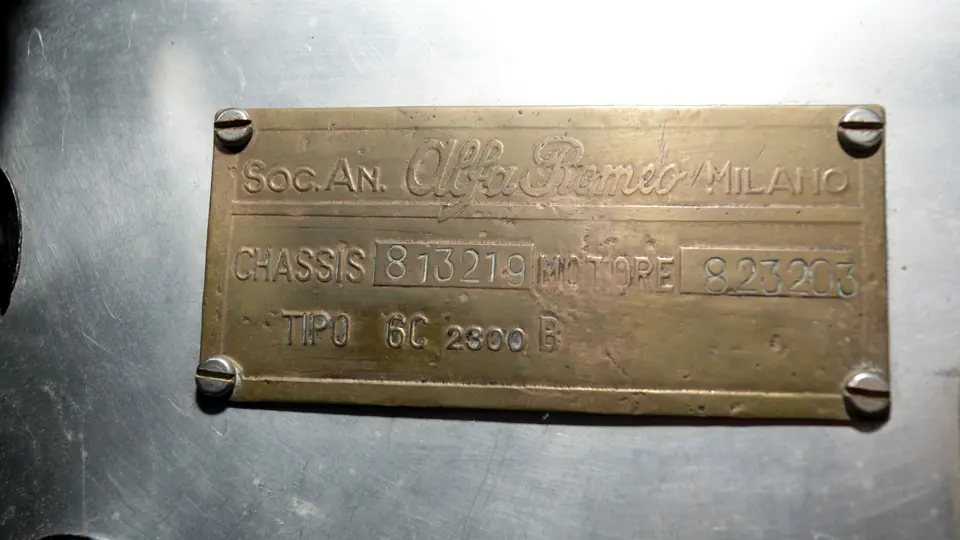 Soc.An. Alfa Romeo Milano
CHASSIS 813219 MOTORE 823203
TIPO 6C 2300 B